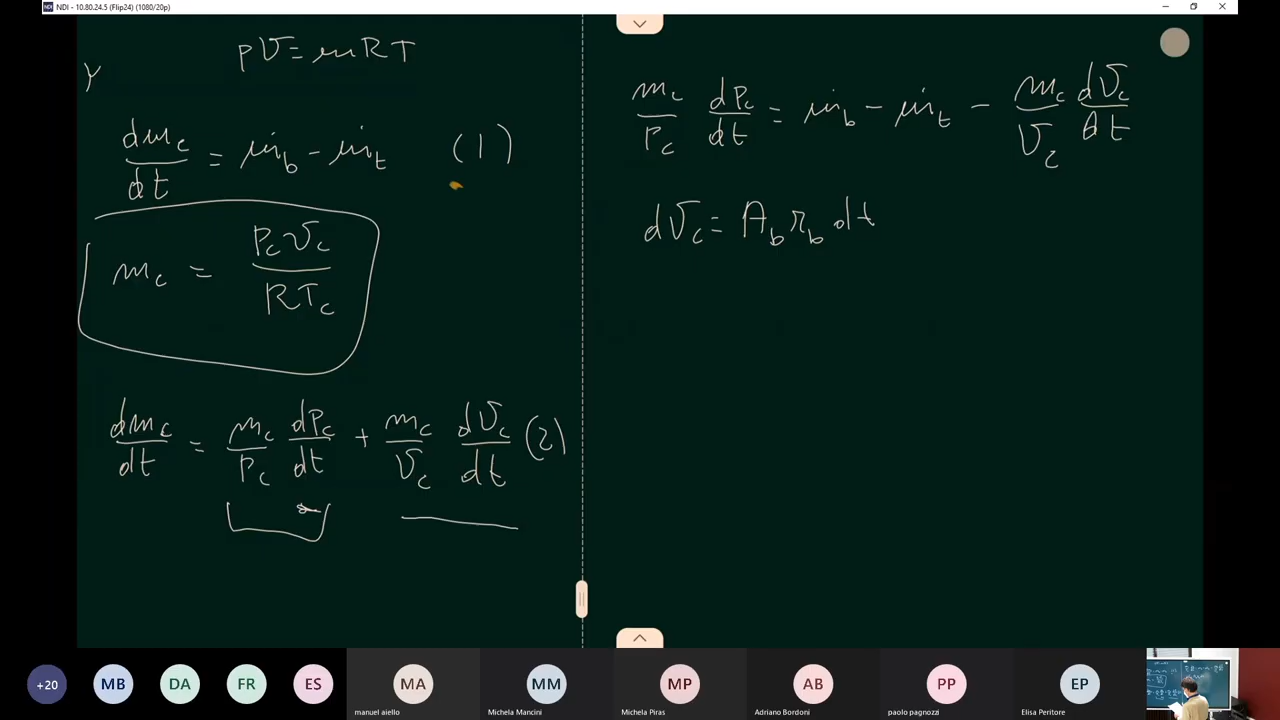 NDI - 10.80.24.5 (Flip24) (1080/20p)
pV = mRT
γ
dm_c/dt = ṁ_b - ṁ_t (1)
m_c = P_c V_c / RT_c
dm_c/dt = m_c/P_c dP_c/dt + m_c/V_c dV_c/dt (2)
m_c/P_c dP_c/dt = ṁ_b - ṁ_t - m_c/V_c dV_c/dt
dV_c = A_b r_b dt
+20
MB
DA
FR
ES
MA
manuel aiello
MM
Michela Mancini
MP
Michela Piras
AB
Adriano Bordoni
PP
paolo pagnozzi
EP
Elisa Peritore